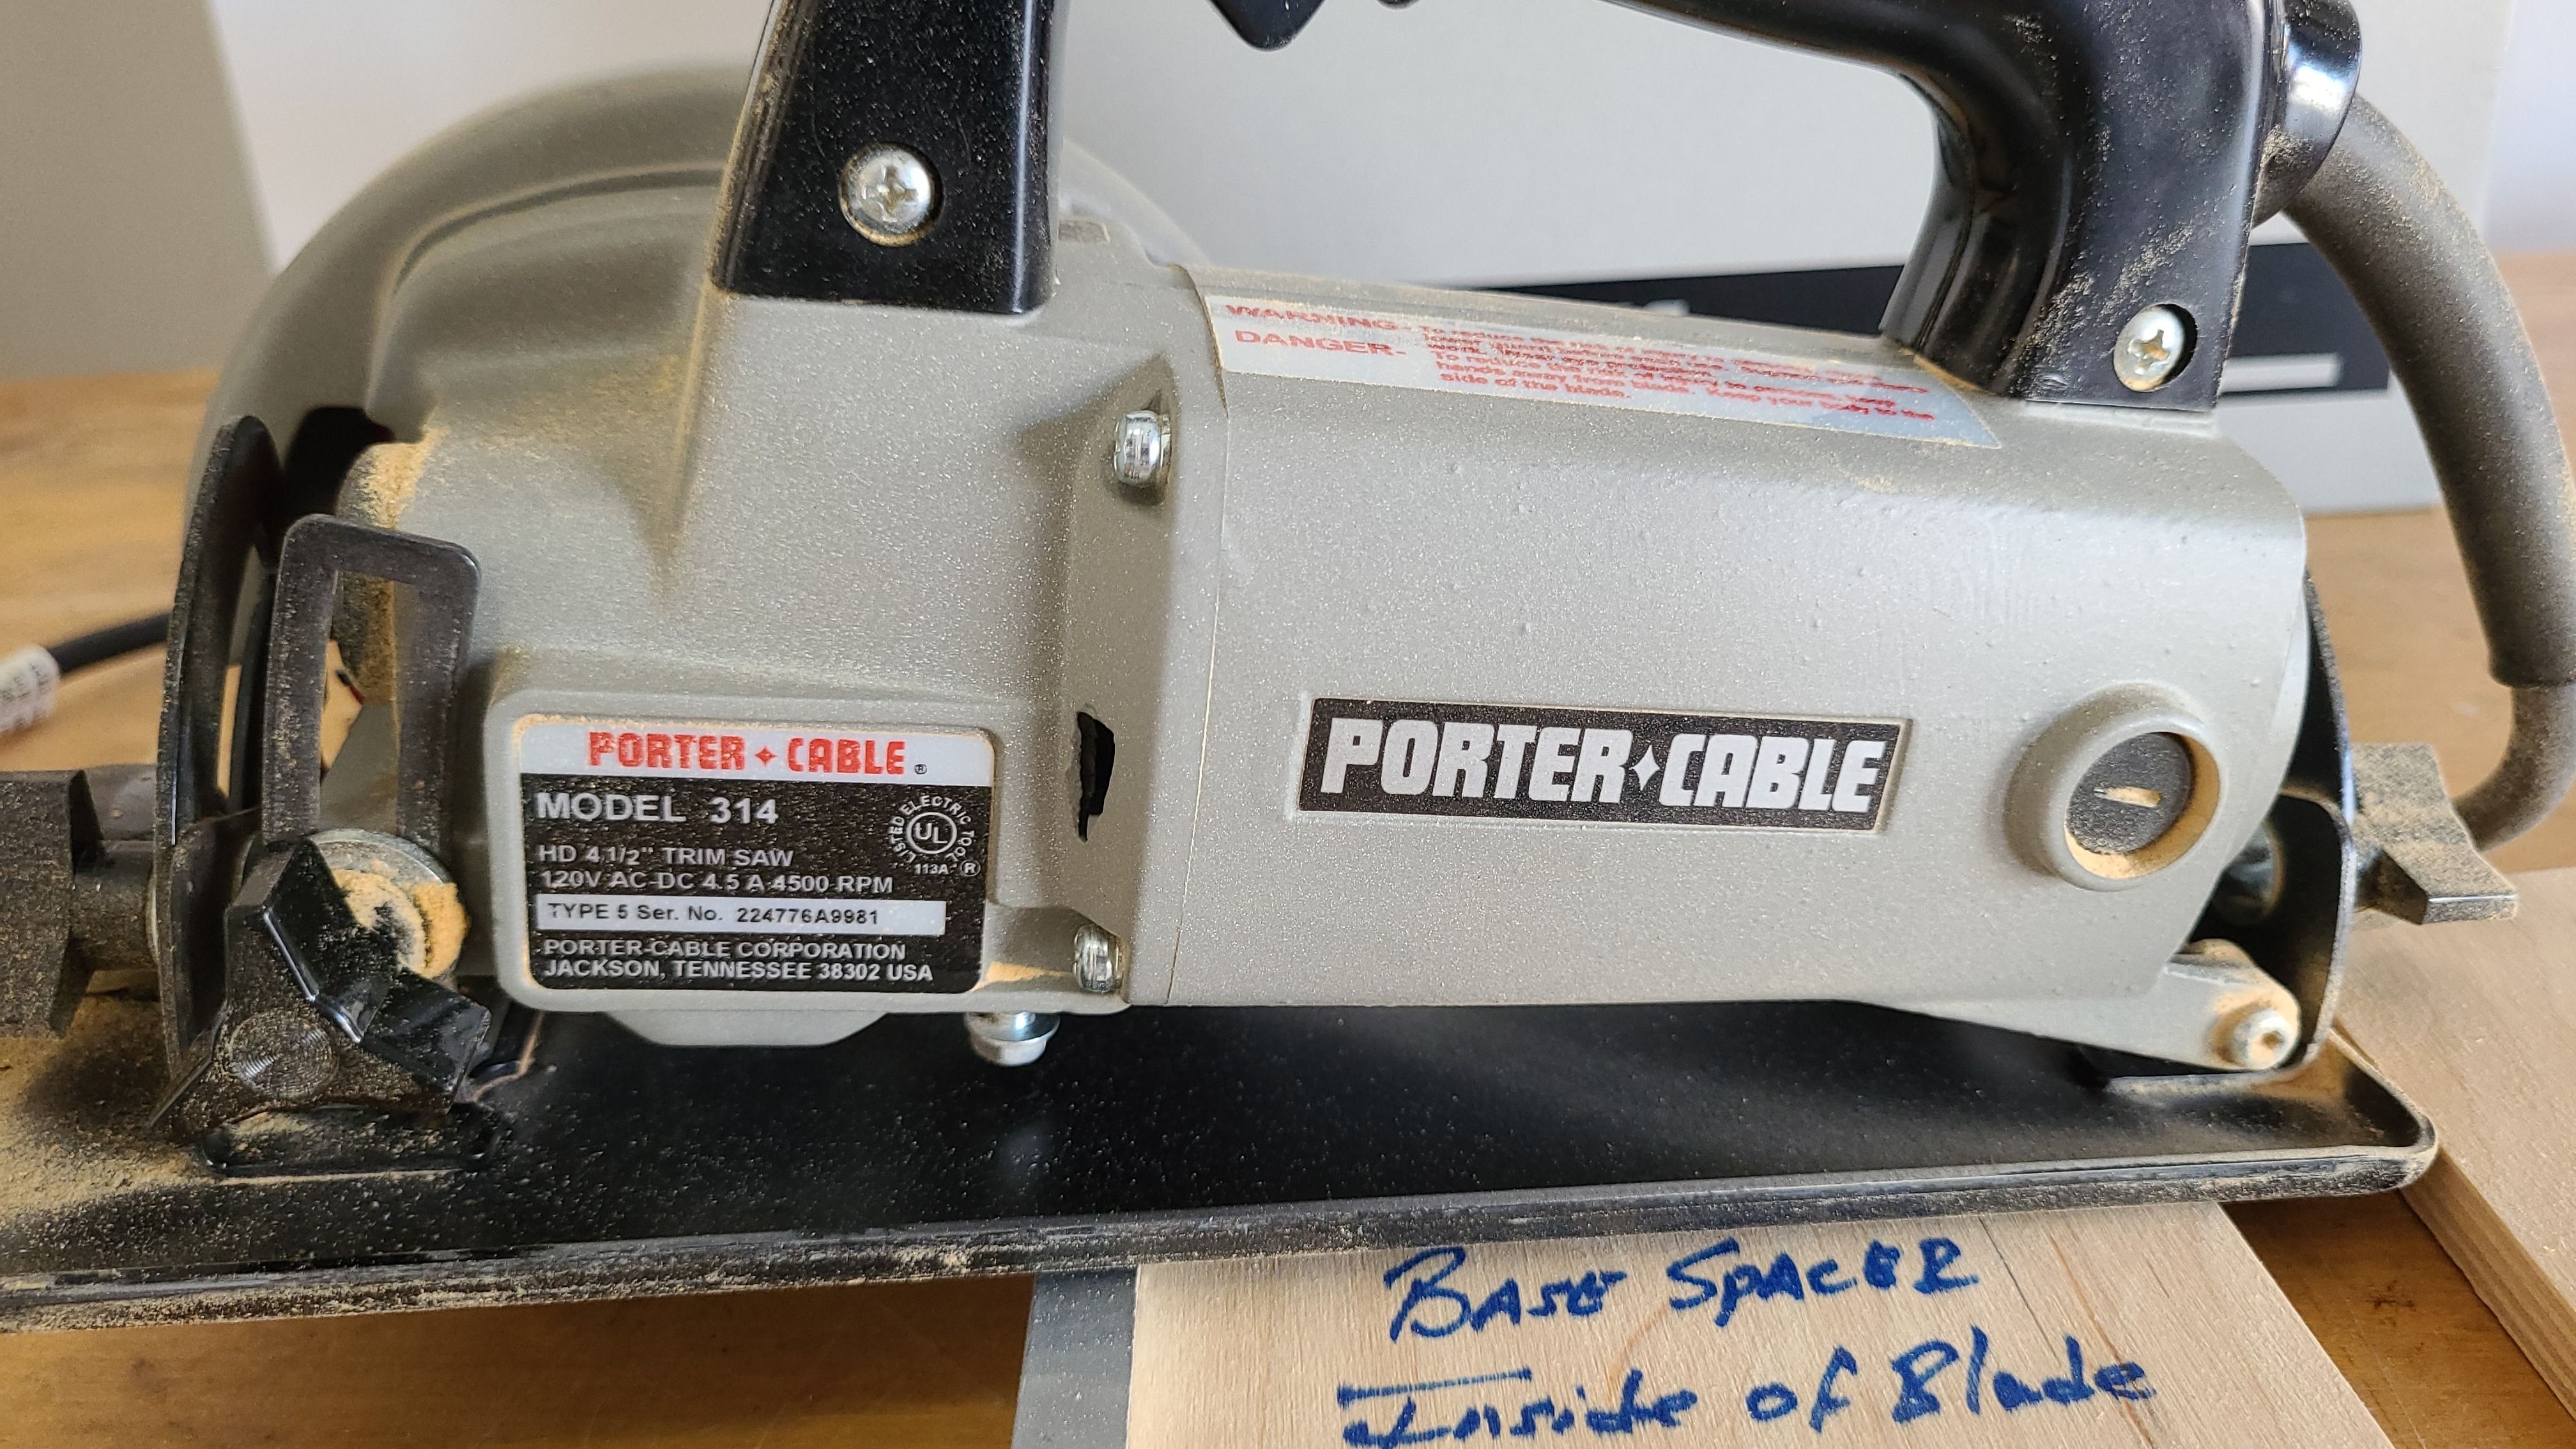 WARNING- To reduce the
DANGER- To reduce the risk of injury to
hands away from blade. Keep your body to the
side of the blade.
PORTER✦CABLE®
MODEL 314
HD 4 1/2" TRIM SAW
120V AC-DC 4.5 A 4500 RPM
TYPE 5 Ser. No. 224776A9981
PORTER-CABLE CORPORATION
JACKSON, TENNESSEE 38302 USA
LISTED ELECTRIC TOOL
UL
®
113A
PORTER✦CABLE
BASE SPACER
Inside of Blade